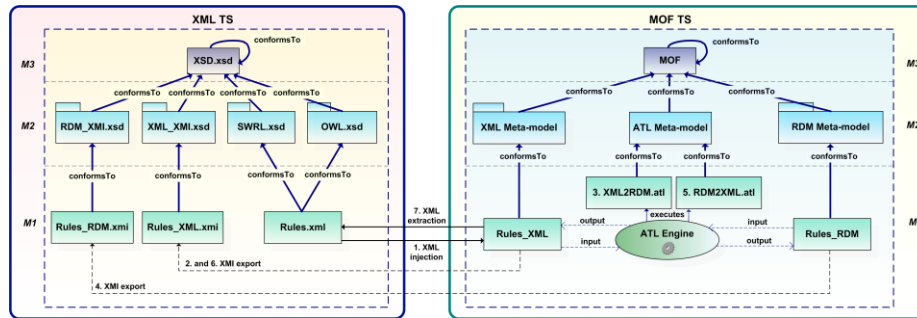 XML TS
MOF TS
conformsTo
conformsTo
M3
XSD.xsd
MOF
M3
conformsTo
conformsTo
conformsTo
conformsTo
conformsTo
conformsTo
conformsTo
M2
RDM_XMI.xsd
XML_XMI.xsd
SWRL.xsd
OWL.xsd
XML Meta-model
ATL Meta-model
RDM Meta-model
M2
conformsTo
conformsTo
conformsTo
conformsTo
conformsTo
conformsTo
conformsTo
conformsTo
3. XML2RDM.atl
5. RDM2XML.atl
M1
Rules_RDM.xmi
Rules_XML.xmi
Rules.xml
7. XML
extraction
1. XML
injection
Rules_XML
output
input
executes
ATL Engine
input
output
Rules_RDM
2. and 6. XMI export
4. XMI export